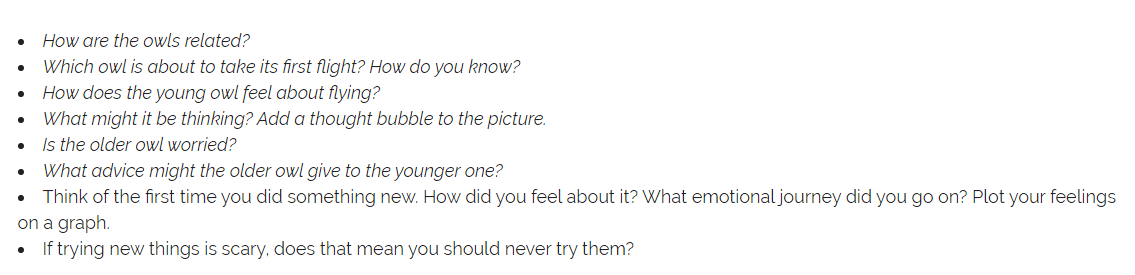 • How are the owls related?
• Which owl is about to take its first flight? How do you know?
• How does the young owl feel about flying?
• What might it be thinking? Add a thought bubble to the picture.
• Is the older owl worried?
• What advice might the older owl give to the younger one?
• Think of the first time you did something new. How did you feel about it? What emotional journey did you go on? Plot your feelings
on a graph.
• If trying new things is scary, does that mean you should never try them?